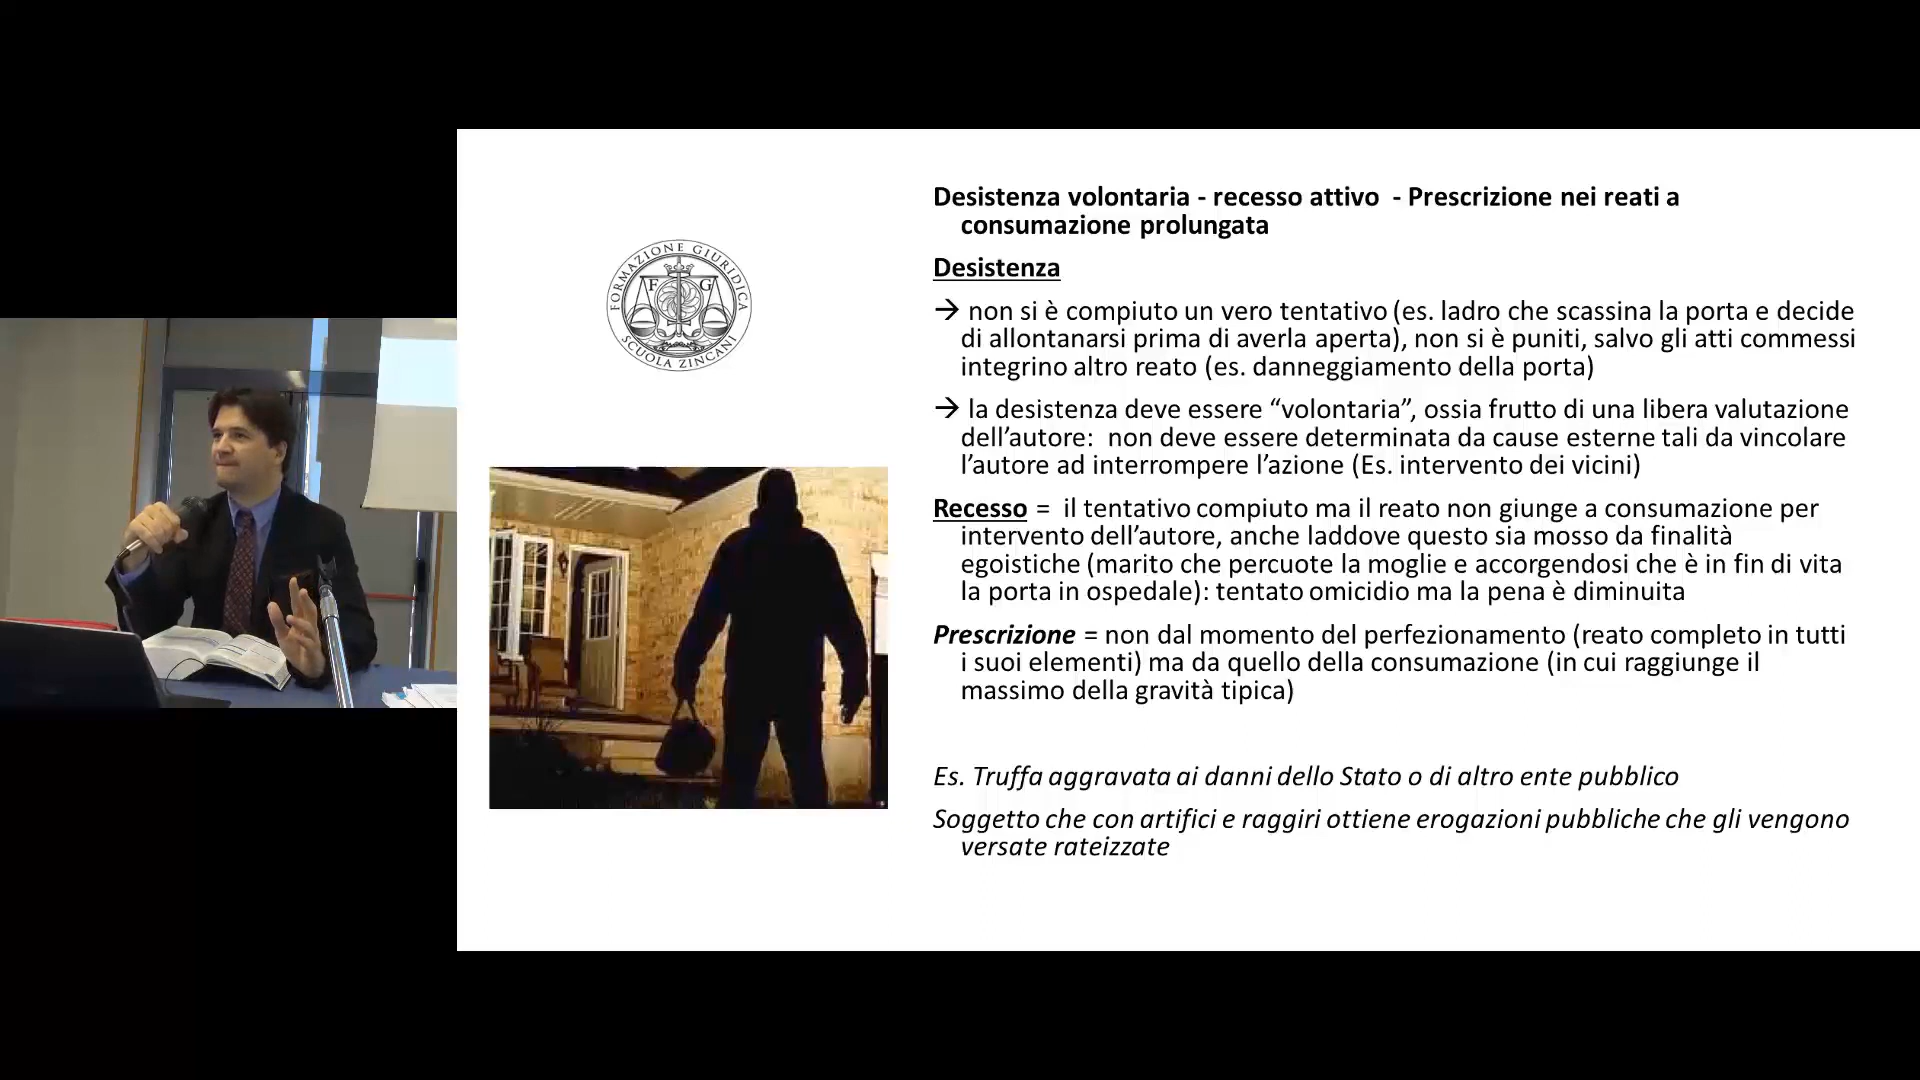 FORMAZIONE GIURIDICA
F G
SCUOLA ZINCANI
Desistenza volontaria - recesso attivo - Prescrizione nei reati a
consumazione prolungata
Desistenza
→ non si è compiuto un vero tentativo (es. ladro che scassina la porta e decide
di allontanarsi prima di averla aperta), non si è puniti, salvo gli atti commessi
integrino altro reato (es. danneggiamento della porta)
→ la desistenza deve essere “volontaria”, ossia frutto di una libera valutazione
dell’autore: non deve essere determinata da cause esterne tali da vincolare
l’autore ad interrompere l’azione (Es. intervento dei vicini)
Recesso = il tentativo compiuto ma il reato non giunge a consumazione per
intervento dell’autore, anche laddove questo sia mosso da finalità
egoistiche (marito che percuote la moglie e accorgendosi che è in fin di vita
la porta in ospedale): tentato omicidio ma la pena è diminuita
Prescrizione = non dal momento del perfezionamento (reato completo in tutti
i suoi elementi) ma da quello della consumazione (in cui raggiunge il
massimo della gravità tipica)
Es. Truffa aggravata ai danni dello Stato o di altro ente pubblico
Soggetto che con artifici e raggiri ottiene erogazioni pubbliche che gli vengono
versate rateizzate